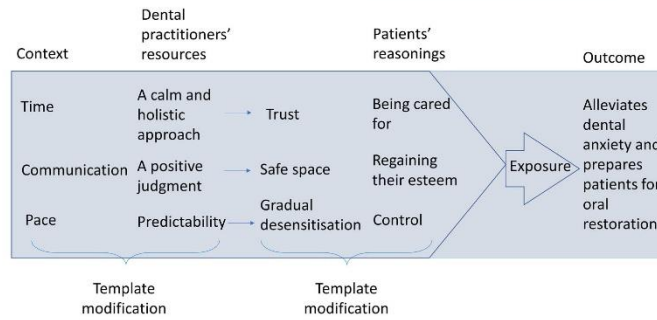 Context
Dental
practitioners'
resources
Patients'
reasonings
Outcome
Time
A calm and
holistic
approach
Trust
Being cared
for
Communication
A positive
judgment
Safe space
Regaining
their esteem
Pace
Predictability
Gradual
desensitisation
Control
Exposure
Alleviates
dental
anxiety and
prepares
patients for
oral
restoration
Template
modification
Template
modification